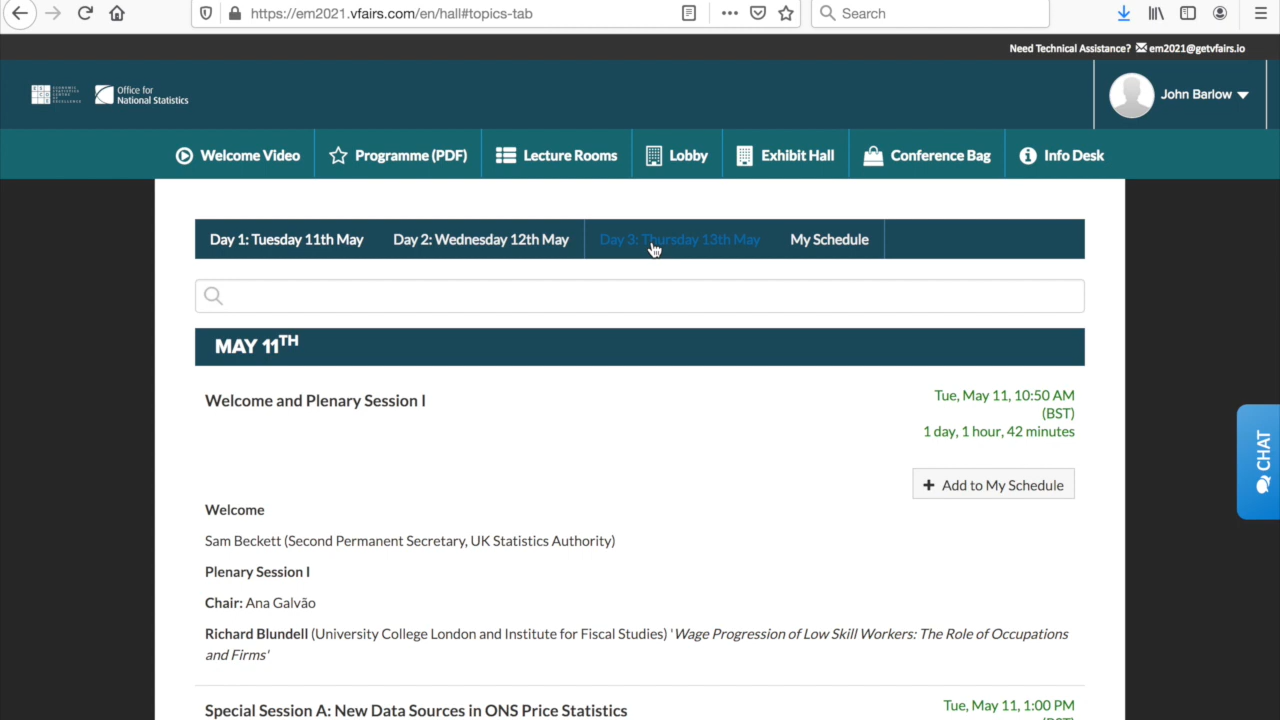 https://em2021.vfairs.com/en/hall#topics-tab
Search
Need Technical Assistance? em2021@getvfairs.io
ECONOMIC
STATISTICS
CENTRE
OF
EXCELLENCE
Office for
National Statistics
John Barlow
Welcome Video
Programme (PDF)
Lecture Rooms
Lobby
Exhibit Hall
Conference Bag
Info Desk
Day 1: Tuesday 11th May
Day 2: Wednesday 12th May
Day 3: Thursday 13th May
My Schedule
MAY 11TH
Welcome and Plenary Session I
Tue, May 11, 10:50 AM
(BST)
1 day, 1 hour, 42 minutes
+ Add to My Schedule
Welcome
Sam Beckett (Second Permanent Secretary, UK Statistics Authority)
Plenary Session I
Chair: Ana Galvão
Richard Blundell (University College London and Institute for Fiscal Studies) 'Wage Progression of Low Skill Workers: The Role of Occupations
and Firms'
CHAT
Special Session A: New Data Sources in ONS Price Statistics
Tue, May 11, 1:00 PM